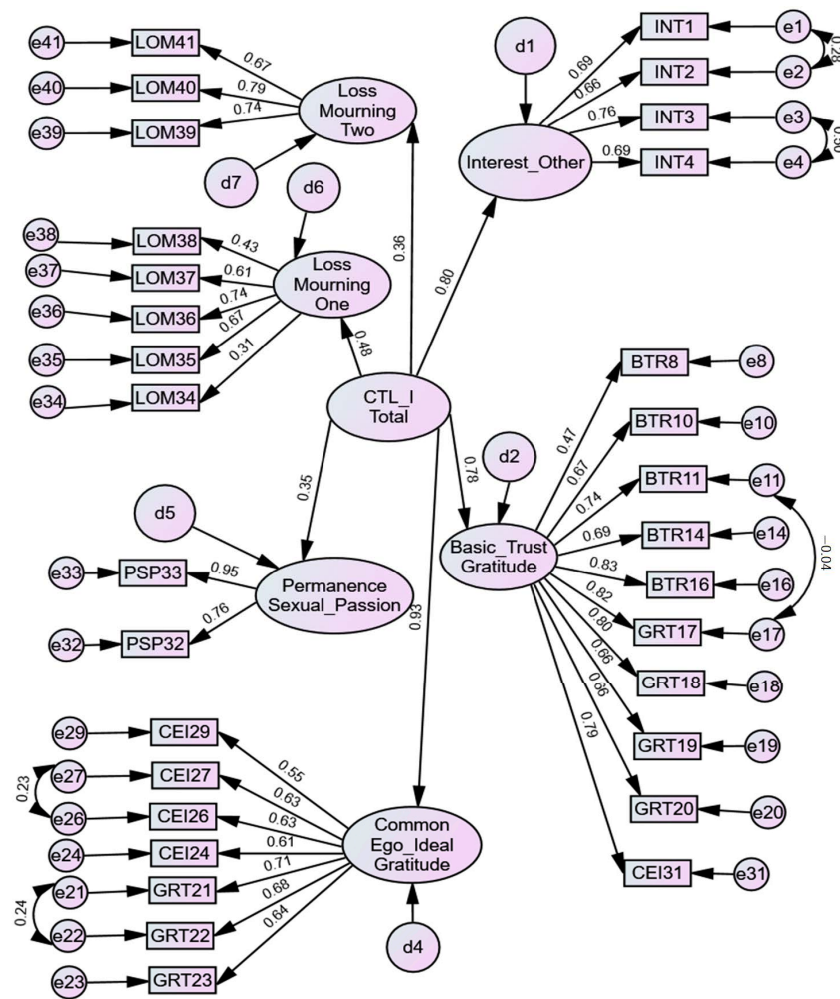 e41 LOM41 0.67
e40 LOM40 0.79
e39 LOM39 0.74
Loss
Mourning
Two
d7
d6
d1
INT1 e1
INT2 e2
INT3 e3
INT4 e4
0.69
0.66
0.76
0.69
Interest_Other
e38 LOM38 0.43
e37 LOM37 0.61
e36 LOM36 0.74
e35 LOM35 0.67
e34 LOM34 0.31
Loss
Mourning
One
0.36
0.80
0.48
CTL_I
Total
0.35
0.93
0.78
d5
e33 PSP33 0.95
e32 PSP32 0.76
Permanence
Sexual_Passion
d2
Basic_Trust
Gratitude
0.47 BTR8 e8
0.67 BTR10 e10
0.74 BTR11 e11
0.69 BTR14 e14
0.83 BTR16 e16
0.82 GRT17 e17
0.80 GRT18 e18
0.66 GRT19 e19
GRT20 e20
0.79 CEI31 e31
−0.04
e29 CEI29 0.55
e27 CEI27 0.63
e26 CEI26 0.63
e24 CEI24 0.61
e21 GRT21 0.71
e22 GRT22 0.68
e23 GRT23 0.64
0.23
0.24
Common
Ego_Ideal
Gratitude
d4